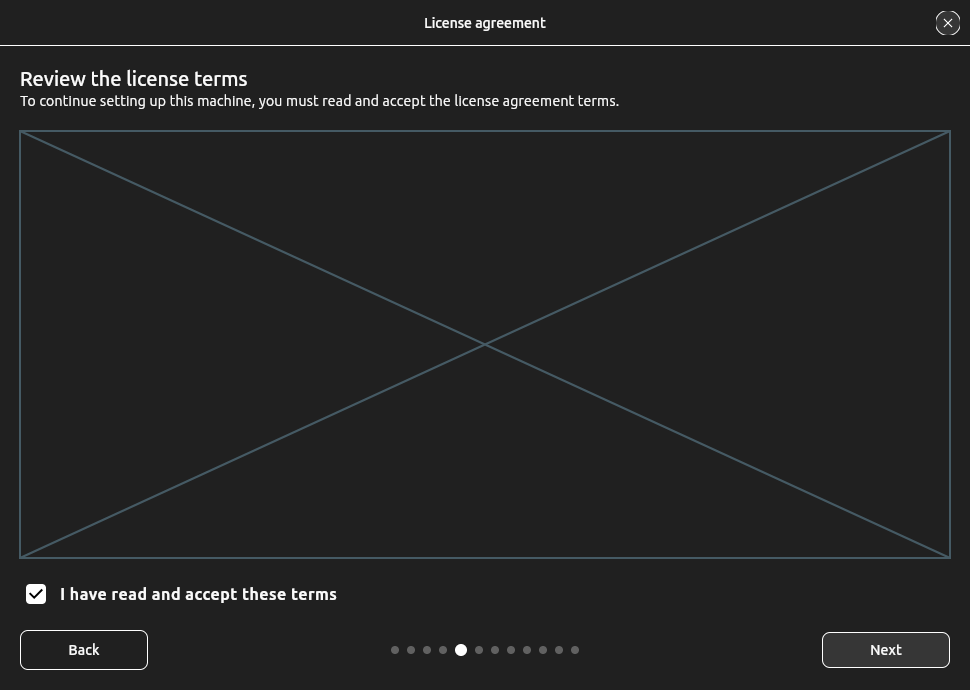 License agreement
Review the license terms
To continue setting up this machine, you must read and accept the license agreement terms.
I have read and accept these terms
Back
Next